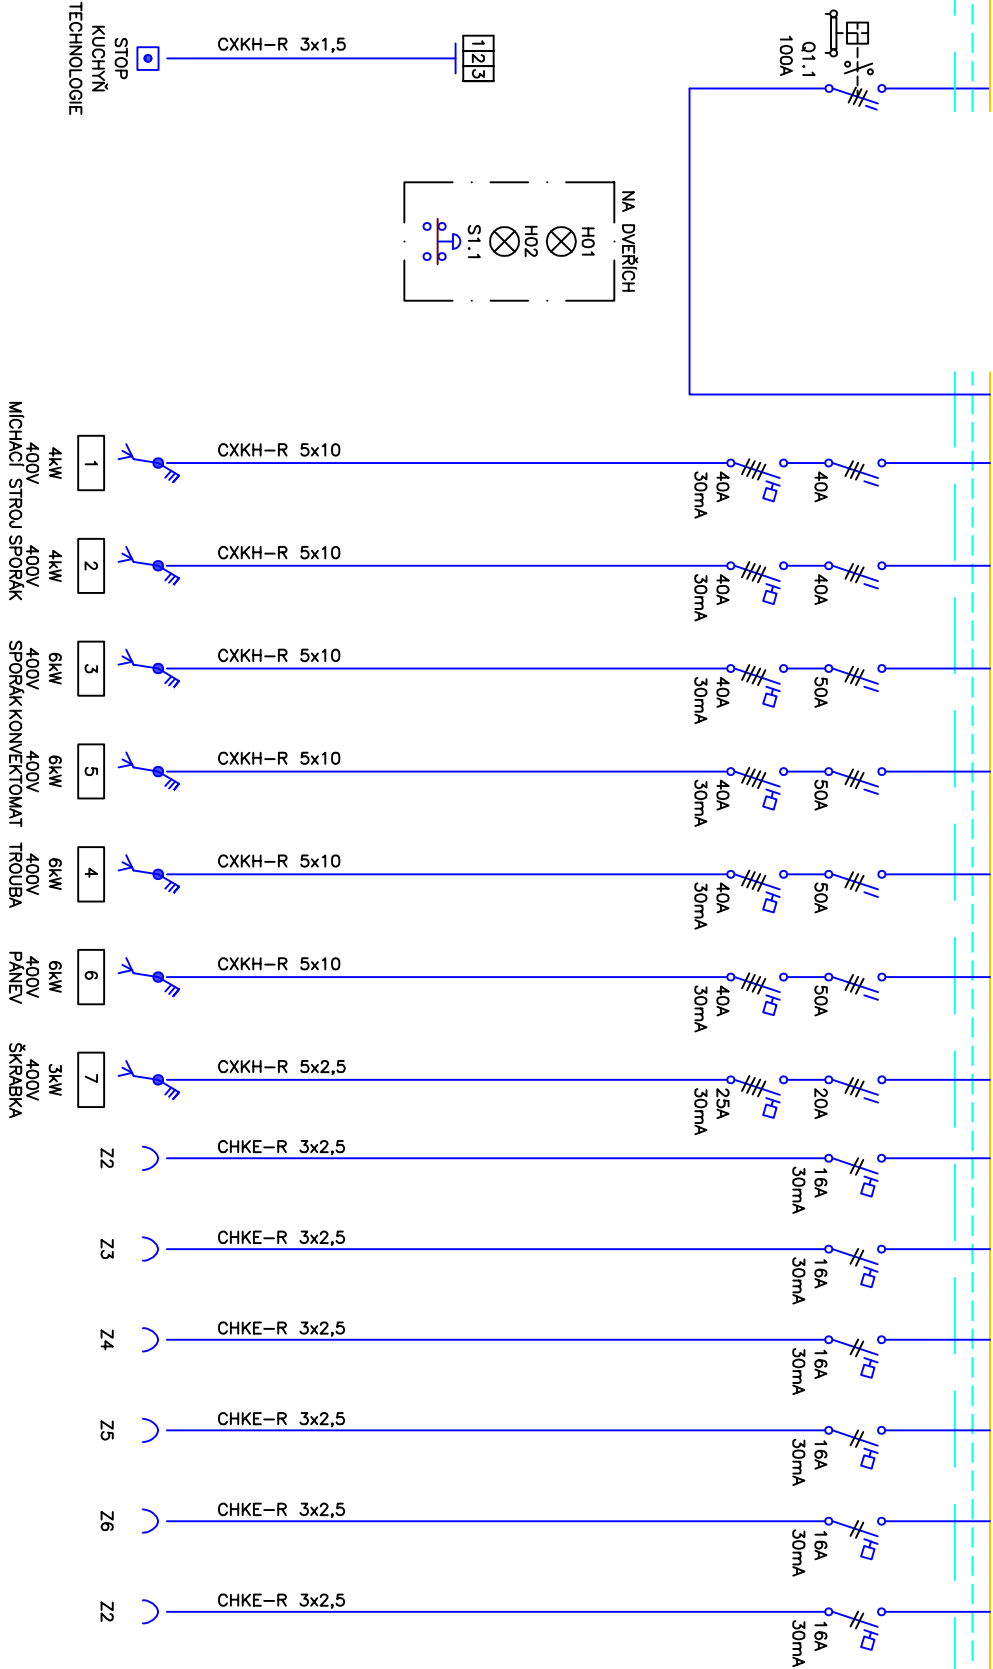 Q1.1
100A
STOP
KUCHYŇ
TECHNOLOGIE
CXKH-R 3x1,5
1 2 3
NA DVEŘÍCH
H01
H02
S1.1
CXKH-R 5x10
40A
30mA
40A
1
4kW
400V
MÍCHACÍ STROJ
CXKH-R 5x10
40A
30mA
40A
2
4kW
400V
SPORÁK
CXKH-R 5x10
40A
30mA
50A
3
6kW
400V
SPORÁK
CXKH-R 5x10
40A
30mA
50A
5
6kW
400V
KONVEKTOMAT
CXKH-R 5x10
40A
30mA
50A
4
6kW
400V
TROUBA
CXKH-R 5x10
40A
30mA
50A
6
6kW
400V
PÁNEV
CXKH-R 5x2,5
25A
30mA
20A
7
3kW
400V
ŠKRABKA
CHKE-R 3x2,5
16A
30mA
Z2
CHKE-R 3x2,5
16A
30mA
Z3
CHKE-R 3x2,5
16A
30mA
Z4
CHKE-R 3x2,5
16A
30mA
Z5
CHKE-R 3x2,5
16A
30mA
Z6
CHKE-R 3x2,5
16A
30mA
Z2